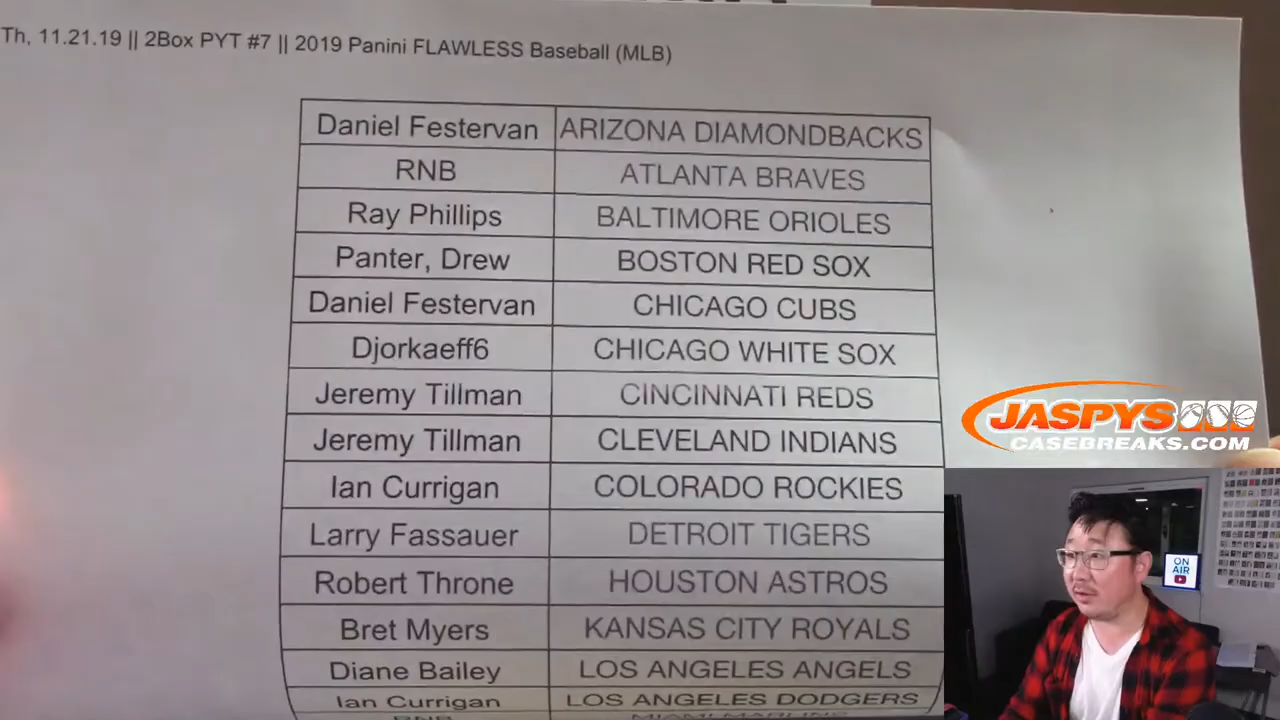 Th, 11.21.19 || 2Box PYT #7 || 2019 Panini FLAWLESS Baseball (MLB)
Daniel Festervan ARIZONA DIAMONDBACKS
RNB ATLANTA BRAVES
Ray Phillips BALTIMORE ORIOLES
Panter, Drew BOSTON RED SOX
Daniel Festervan CHICAGO CUBS
Djorkaeff6 CHICAGO WHITE SOX
Jeremy Tillman CINCINNATI REDS
Jeremy Tillman CLEVELAND INDIANS
Ian Currigan COLORADO ROCKIES
Larry Fassauer DETROIT TIGERS
Robert Throne HOUSTON ASTROS
Bret Myers KANSAS CITY ROYALS
Diane Bailey LOS ANGELES ANGELS
Ian Currigan LOS ANGELES DODGERS
RNB MIAMI MARLINS
JASPYS
CASEBREAKS.COM
ON
AIR